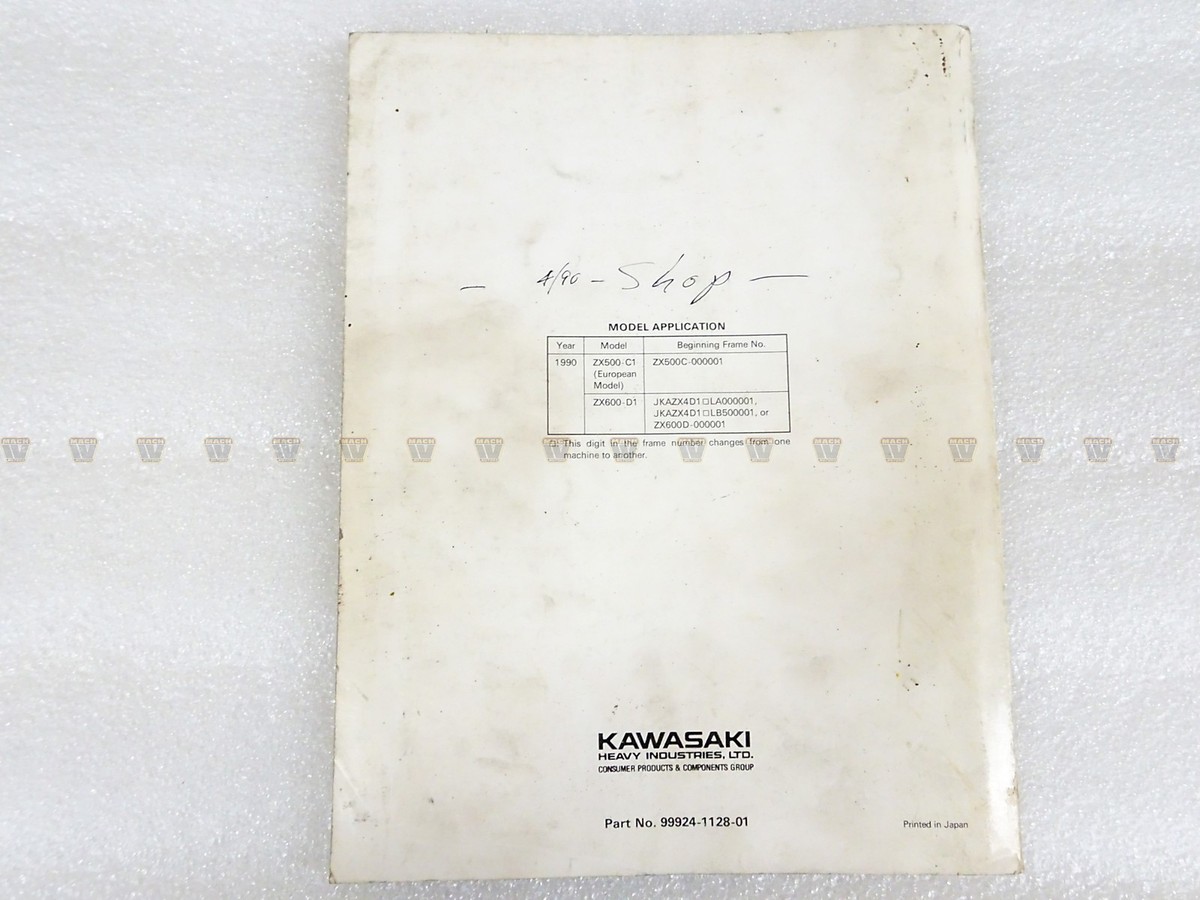 - 4/90 - Shop -
MODEL APPLICATION
Year Model Beginning Frame No.
1990 ZX500-C1 ZX500C-000001
(European
Model)
ZX600-D1 JKAZX4D1□LA000001,
JKAZX4D1□LB500001, or
ZX600D-000001
□: This digit in the frame number changes from one
machine to another.
KAWASAKI
HEAVY INDUSTRIES, LTD.
CONSUMER PRODUCTS & COMPONENTS GROUP
Part No. 99924-1128-01
Printed in Japan